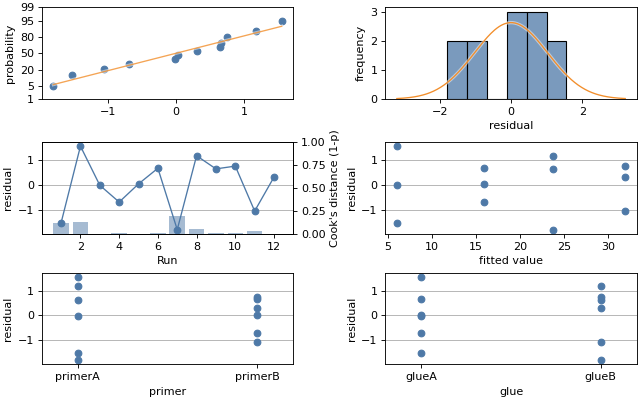 99
95
80
50
20
5
1
probability
−1
0
1
3
2
1
0
frequency
−2
0
2
residual
1
0
−1
residual
1.00
0.75
0.50
0.25
0.00
Cook's distance (1-p)
2
4
6
8
10
12
Run
1
0
−1
residual
5
10
15
20
25
30
fitted value
1
0
−1
residual
primerA
primerB
primer
1
0
−1
residual
glueA
glueB
glue